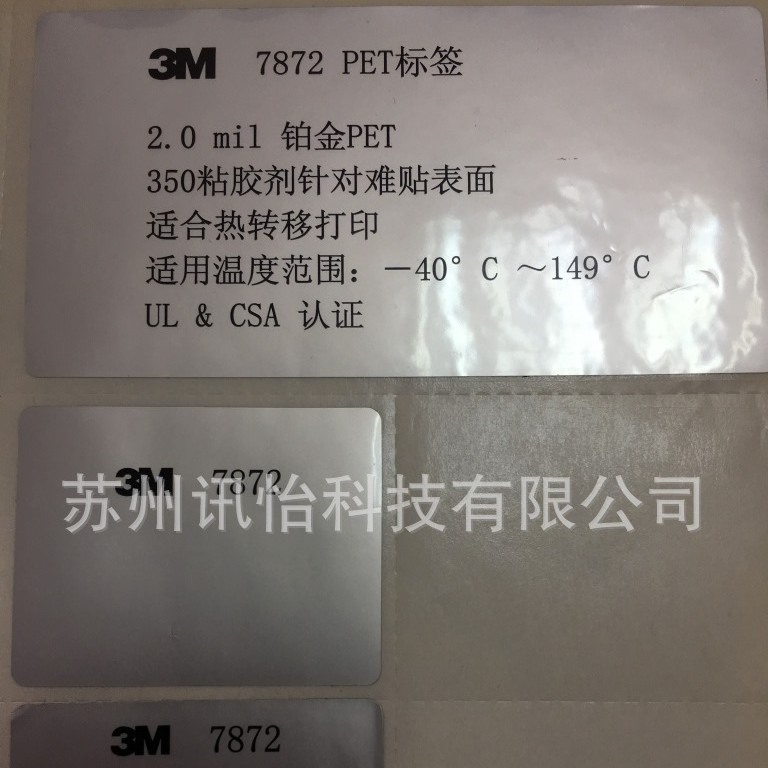 3M 7872 PET标签
2.0 mil 铂金PET
350粘胶剂针对难贴表面
适合热转移打印
适用温度范围：－40°C ～149°C
UL & CSA 认证
3M 7872
苏州讯怡科技有限公司
3M 7872